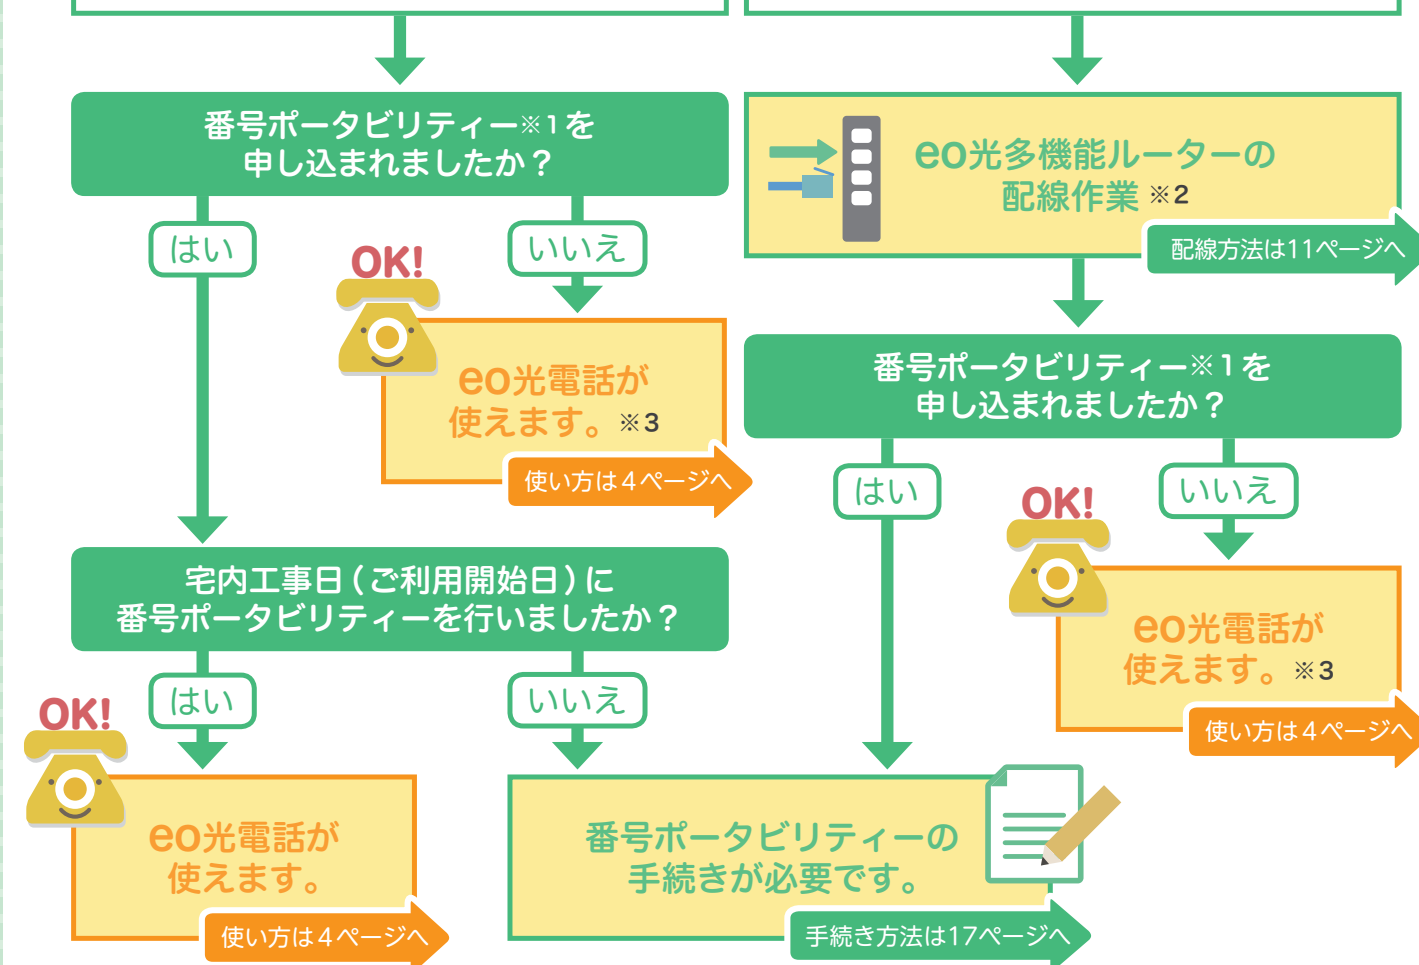 番号ポータビリティー※1を
申し込まれましたか？
はい
いいえ
OK!
eo光電話が
使えます。※3
使い方は4ページへ
宅内工事日(ご利用開始日)に
番号ポータビリティーを行いましたか？
はい
いいえ
OK!
eo光電話が
使えます。
使い方は4ページへ
番号ポータビリティーの
手続きが必要です。
手続き方法は17ページへ
eo光多機能ルーターの
配線作業※2
配線方法は11ページへ
番号ポータビリティー※1を
申し込まれましたか？
はい
いいえ
OK!
eo光電話が
使えます。※3
使い方は4ページへ